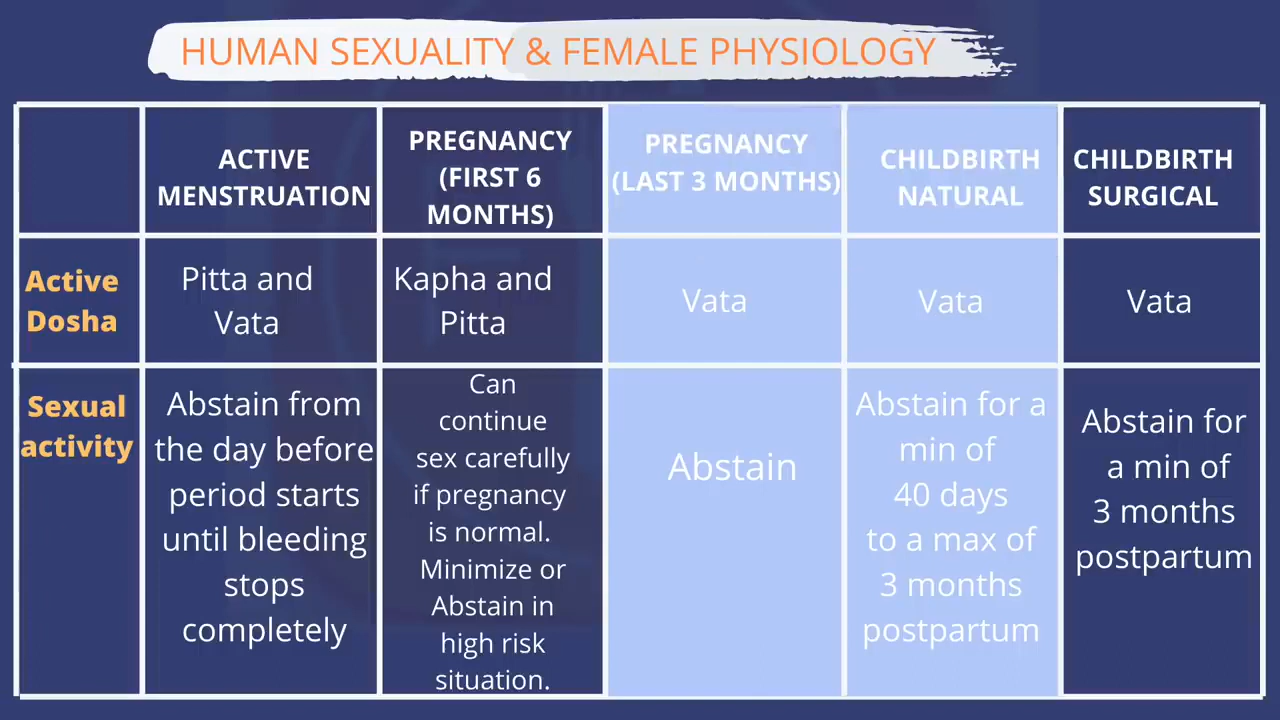 HUMAN SEXUALITY & FEMALE PHYSIOLOGY
ACTIVE
MENSTRUATION
PREGNANCY
(FIRST 6
MONTHS)
PREGNANCY
(LAST 3 MONTHS)
CHILDBIRTH
NATURAL
CHILDBIRTH
SURGICAL
Active
Dosha
Pitta and
Vata
Kapha and
Pitta
Vata
Vata
Vata
Sexual
activity
Abstain from
the day before
period starts
until bleeding
stops
completely
Can
continue
sex carefully
if pregnancy
is normal.
Minimize or
Abstain in
high risk
situation.
Abstain
Abstain for a
min of
40 days
to a max of
3 months
postpartum
Abstain for
a min of
3 months
postpartum